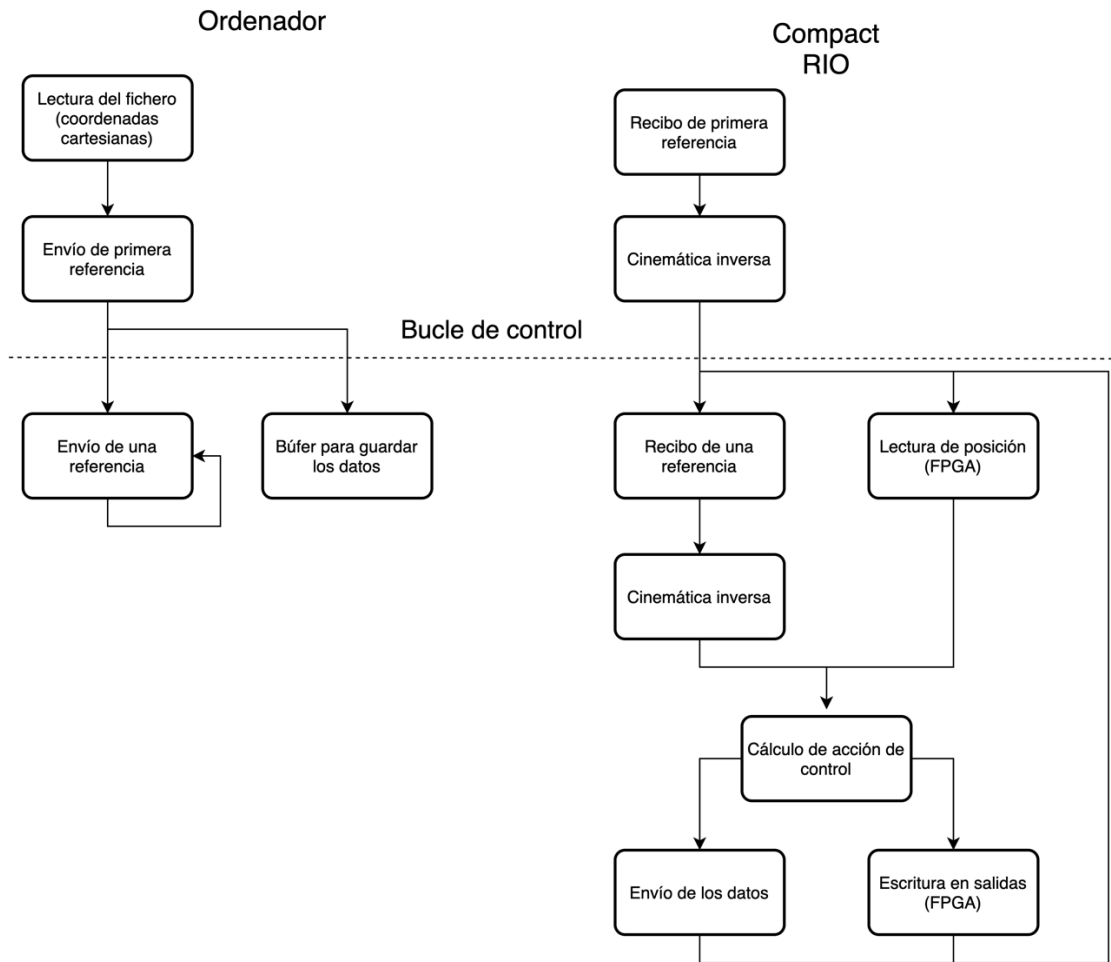 Ordenador
Compact
RIO
Lectura del fichero
(coordenadas
cartesianas)
Recibo de primera
referencia
Envío de primera
referencia
Cinemática inversa
Bucle de control
Envío de una
referencia
Búfer para guardar
los datos
Recibo de una
referencia
Lectura de posición
(FPGA)
Cinemática inversa
Cálculo de acción de
control
Envío de los datos
Escritura en salidas
(FPGA)